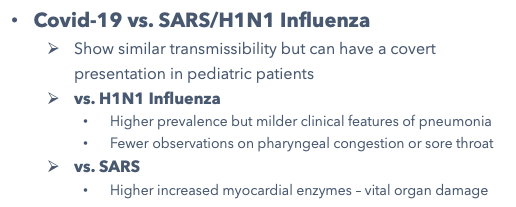 • Covid-19 vs. SARS/H1N1 Influenza
➢ Show similar transmissibility but can have a covert
presentation in pediatric patients
➢ vs. H1N1 Influenza
• Higher prevalence but milder clinical features of pneumonia
• Fewer observations on pharyngeal congestion or sore throat
➢ vs. SARS
• Higher increased myocardial enzymes – vital organ damage